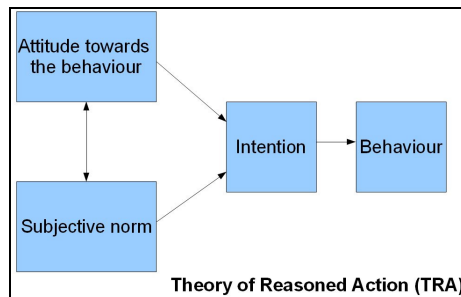 Attitude towards
the behaviour
Intention
Behaviour
Subjective norm
Theory of Reasoned Action (TRA)